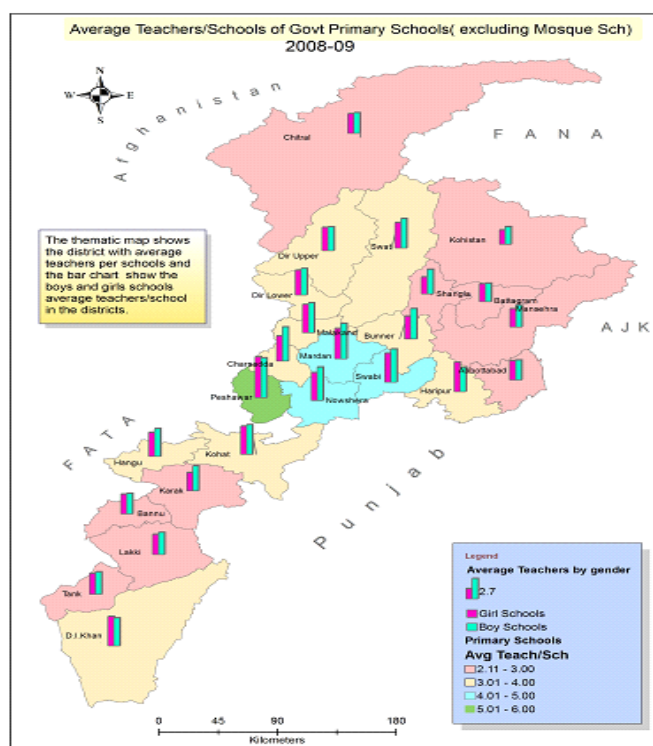 Average Teachers/Schools of Govt Primary Schools( excluding Mosque Sch)
2008-09
N
W E
S
Afghanistan
FANA
Chitral
The thematic map shows
the district with average
teachers per schools and
the bar chart show the
boys and girls schools
average teachers/school
in the districts.
Dir Upper
Swat
Kohistan
Dir Lower
Shangla
Battagram
Mansehra
AJK
Malakand
Bunner
Charsadda
Mardan
Swabi
Abbottabad
Peshawar
Nowshera
Haripur
FATA
Hangu
Kohat
Punjab
Karak
Bannu
Lakki
Tank
D.I.Khan
Legend
Average Teachers by gender
2.7
Girl Schools
Boy Schools
Primary Schools
Avg Teach/Sch
2.11 - 3.00
3.01 - 4.00
4.01 - 5.00
5.01 - 6.00
0 45 90 180
Kilometers